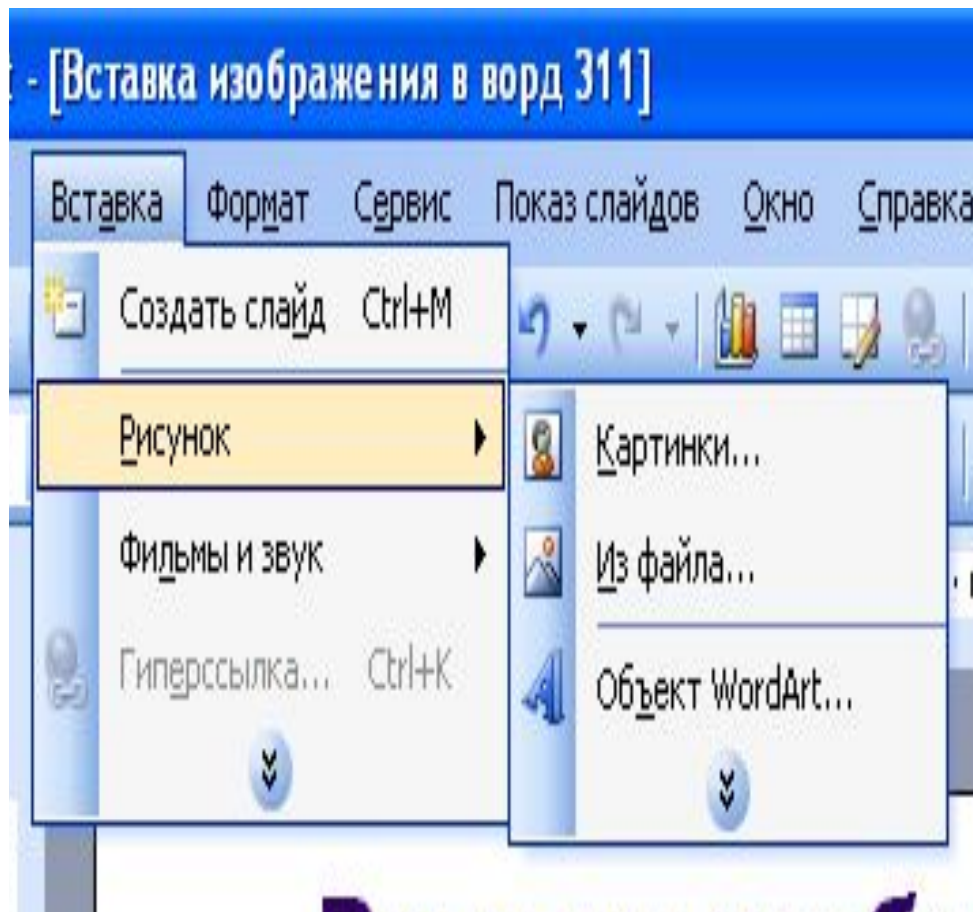 - [Вставка изображения в ворд 311]
Вставка Формат Сервис Показ слайдов Окно Справка
Создать слайд Ctrl+M
Рисунок
Картинки...
Фильмы и звук
Из файла...
Гиперссылка... Ctrl+K
Объект WordArt...